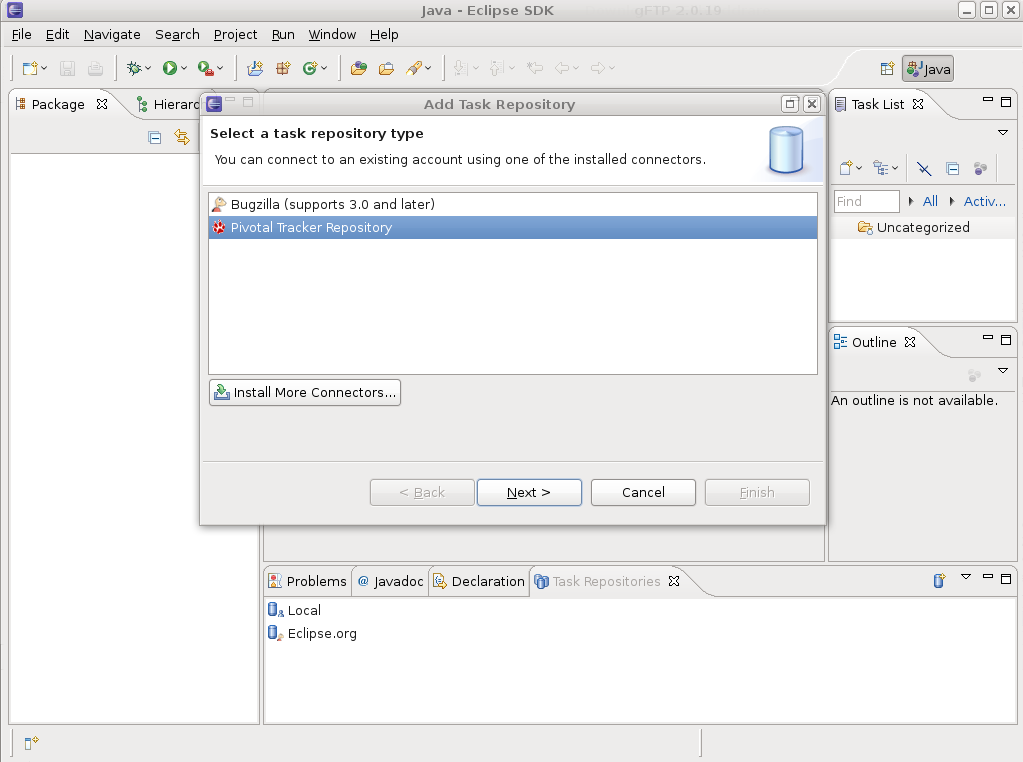 Java - Eclipse SDK
gFTP 2.0.19
File Edit Navigate Search Project Run Window Help
Java
Package
Hierarc
Add Task Repository
Task List
Select a task repository type
You can connect to an existing account using one of the installed connectors.
Bugzilla (supports 3.0 and later)
Pivotal Tracker Repository
Install More Connectors...
< Back Next > Cancel Finish
Find All Activ...
Uncategorized
Outline
An outline is not available.
Problems @ Javadoc Declaration Task Repositories
Local
Eclipse.org